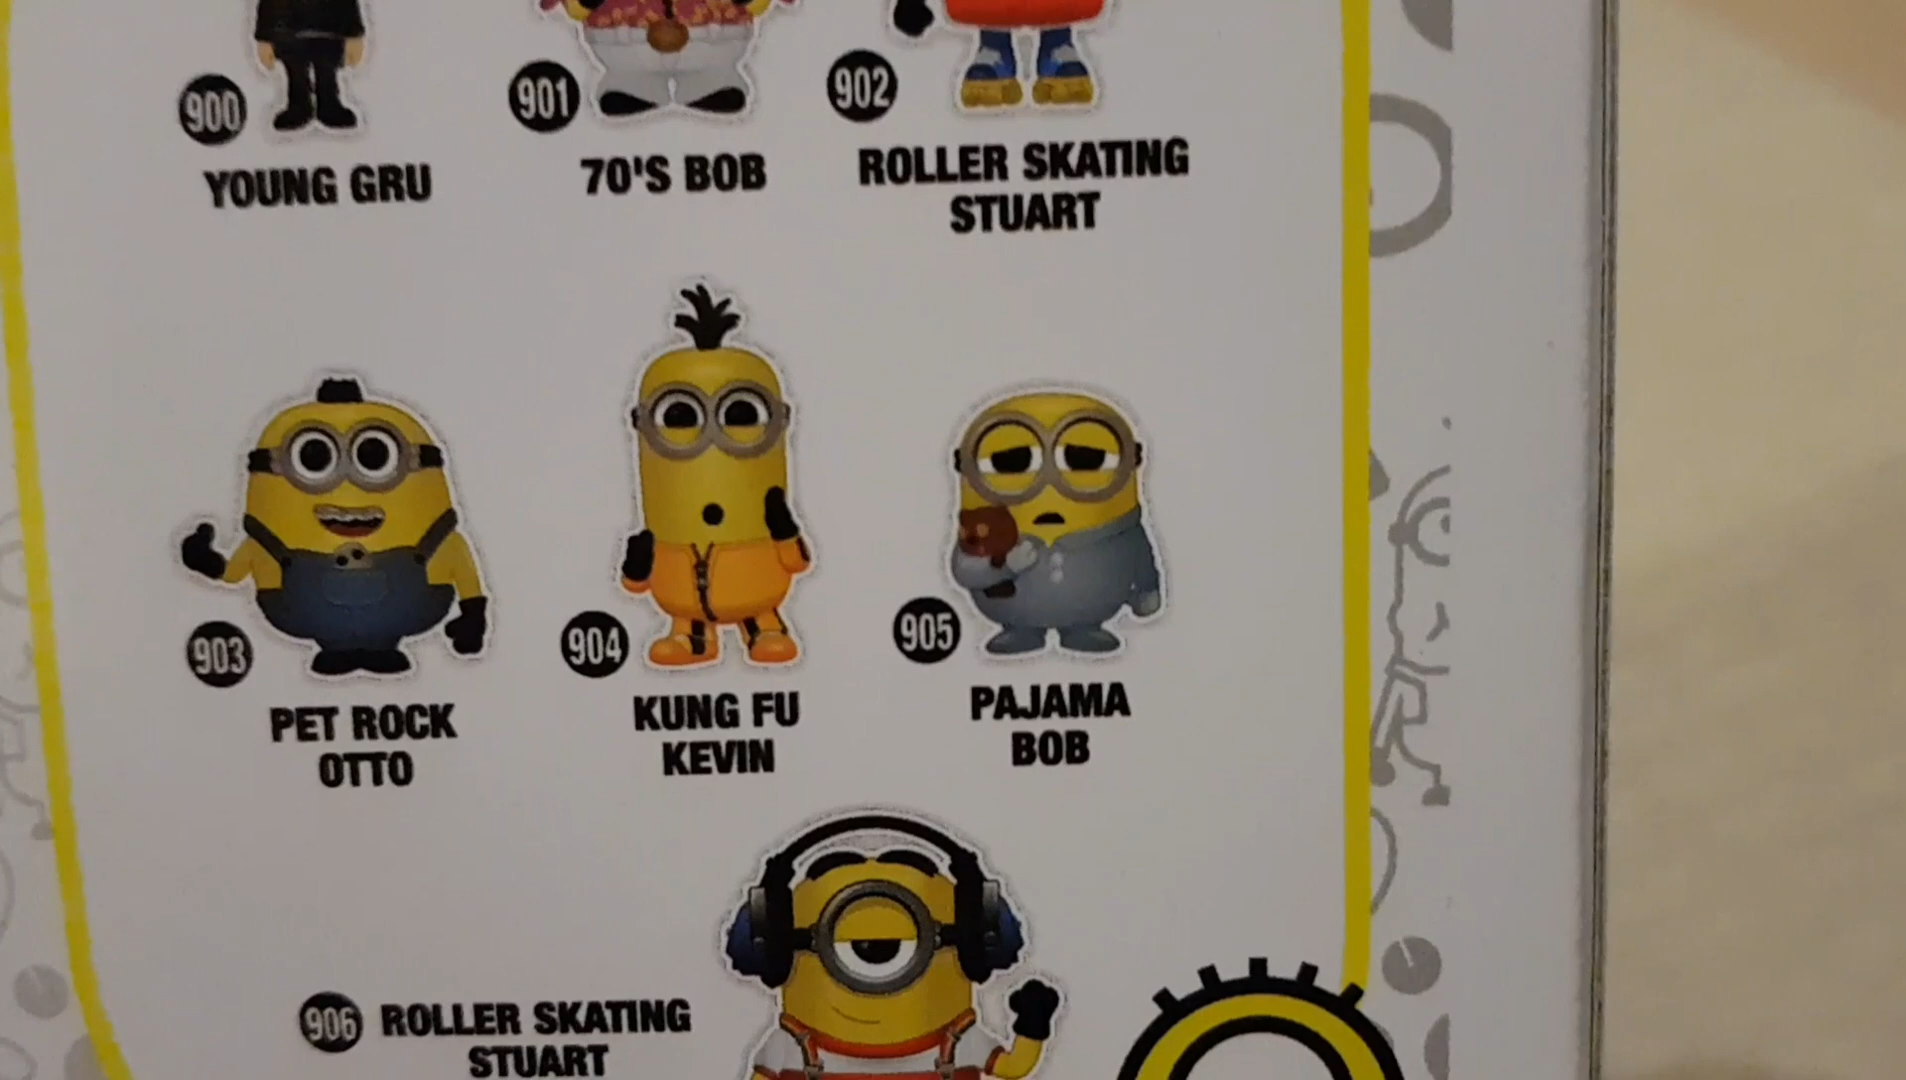 900
901
902
YOUNG GRU
70'S BOB
ROLLER SKATING
STUART
903
904
905
PET ROCK
OTTO
KUNG FU
KEVIN
PAJAMA
BOB
906 ROLLER SKATING
STUART